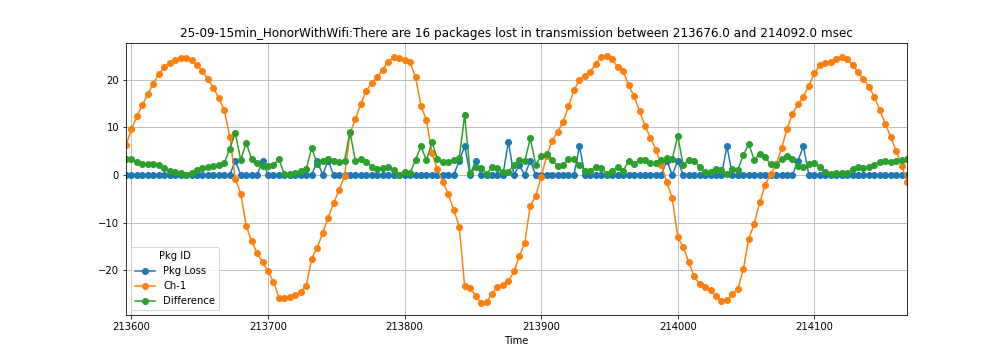 25-09-15min_HonorWithWifi:There are 16 packages lost in transmission between 213676.0 and 214092.0 msec
20
10
0
−10
−20
Pkg ID
Pkg Loss
Ch-1
Difference
213600 213700 213800 213900 214000 214100
Time